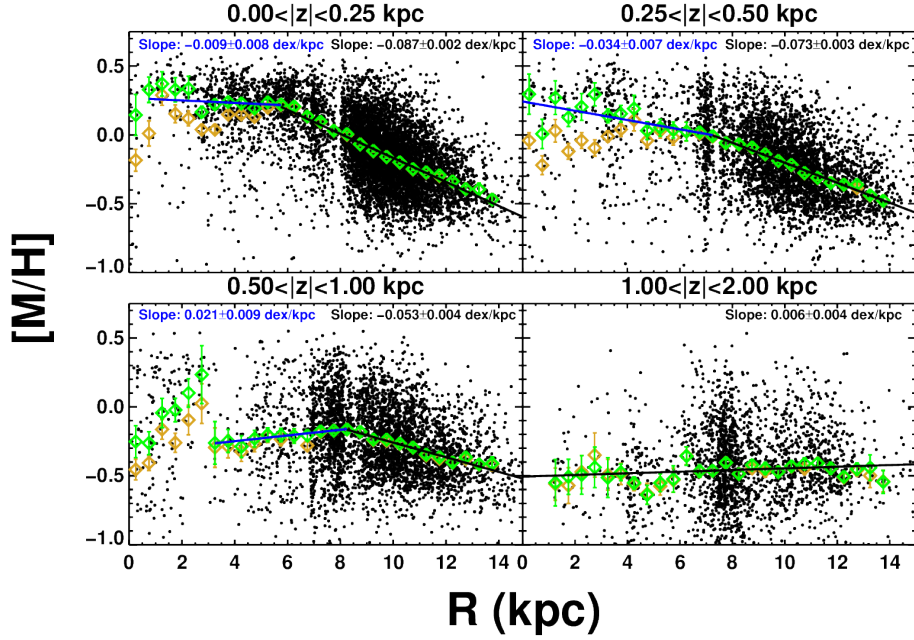 0.00<|z|<0.25 kpc
0.25<|z|<0.50 kpc
Slope: −0.009±0.008 dex/kpc Slope: −0.087±0.002 dex/kpc
Slope: −0.034±0.007 dex/kpc Slope: −0.073±0.003 dex/kpc
0.5
0.0
−0.5
−1.0
0.50<|z|<1.00 kpc
1.00<|z|<2.00 kpc
Slope: 0.021±0.009 dex/kpc Slope: −0.053±0.004 dex/kpc
Slope: 0.006±0.004 dex/kpc
0.5
0.0
−0.5
−1.0
[M/H]
0 2 4 6 8 10 12 14 0 2 4 6 8 10 12 14
R (kpc)